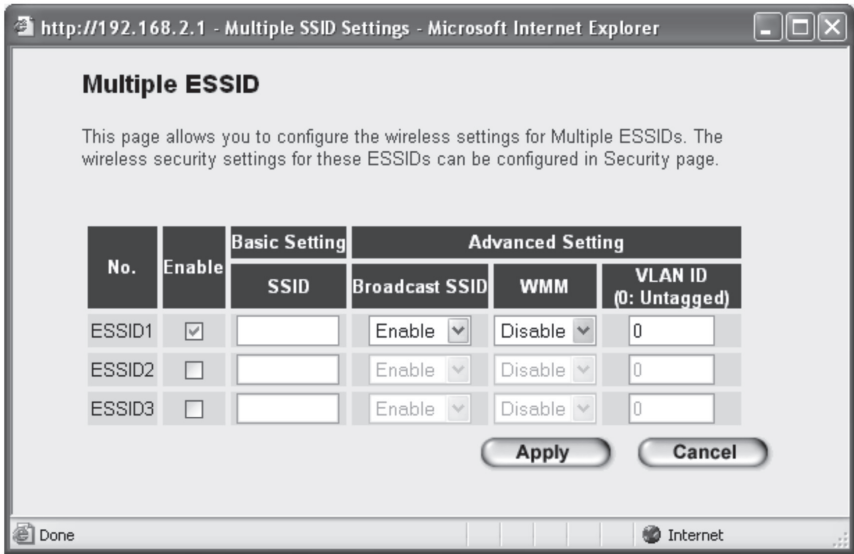 http://192.168.2.1 - Multiple SSID Settings - Microsoft Internet Explorer
Multiple ESSID
This page allows you to configure the wireless settings for Multiple ESSIDs. The
wireless security settings for these ESSIDs can be configured in Security page.
No. Enable Basic Setting Advanced Setting
SSID Broadcast SSID WMM VLAN ID
(0: Untagged)
ESSID1 Enable Disable 0
ESSID2 Enable Disable 0
ESSID3 Enable Disable 0
Apply Cancel
Done Internet